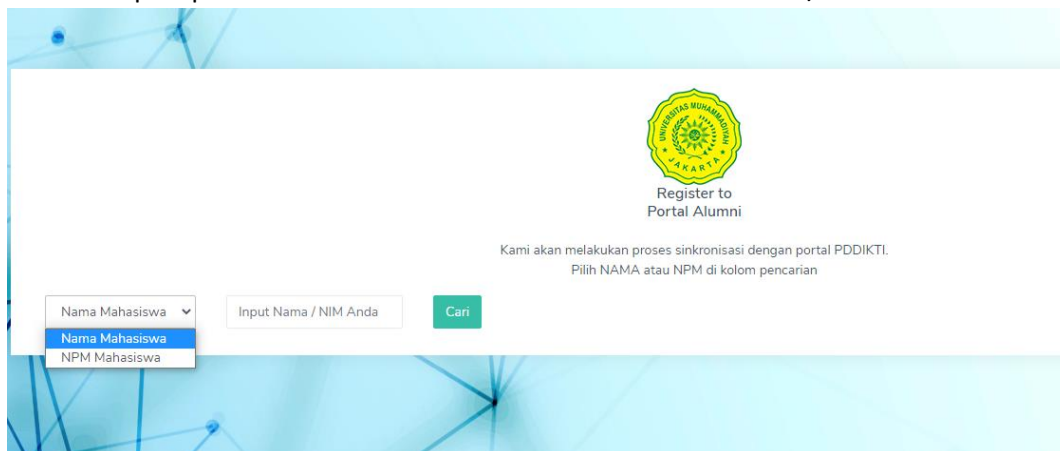 UNIVERSITAS MUHAMMADIYAH
JAKARTA
Register to
Portal Alumni
Kami akan melakukan proses sinkronisasi dengan portal PDDIKTI.
Pilih NAMA atau NPM di kolom pencarian
Nama Mahasiswa
Input Nama / NIM Anda
Cari
Nama Mahasiswa
NPM Mahasiswa